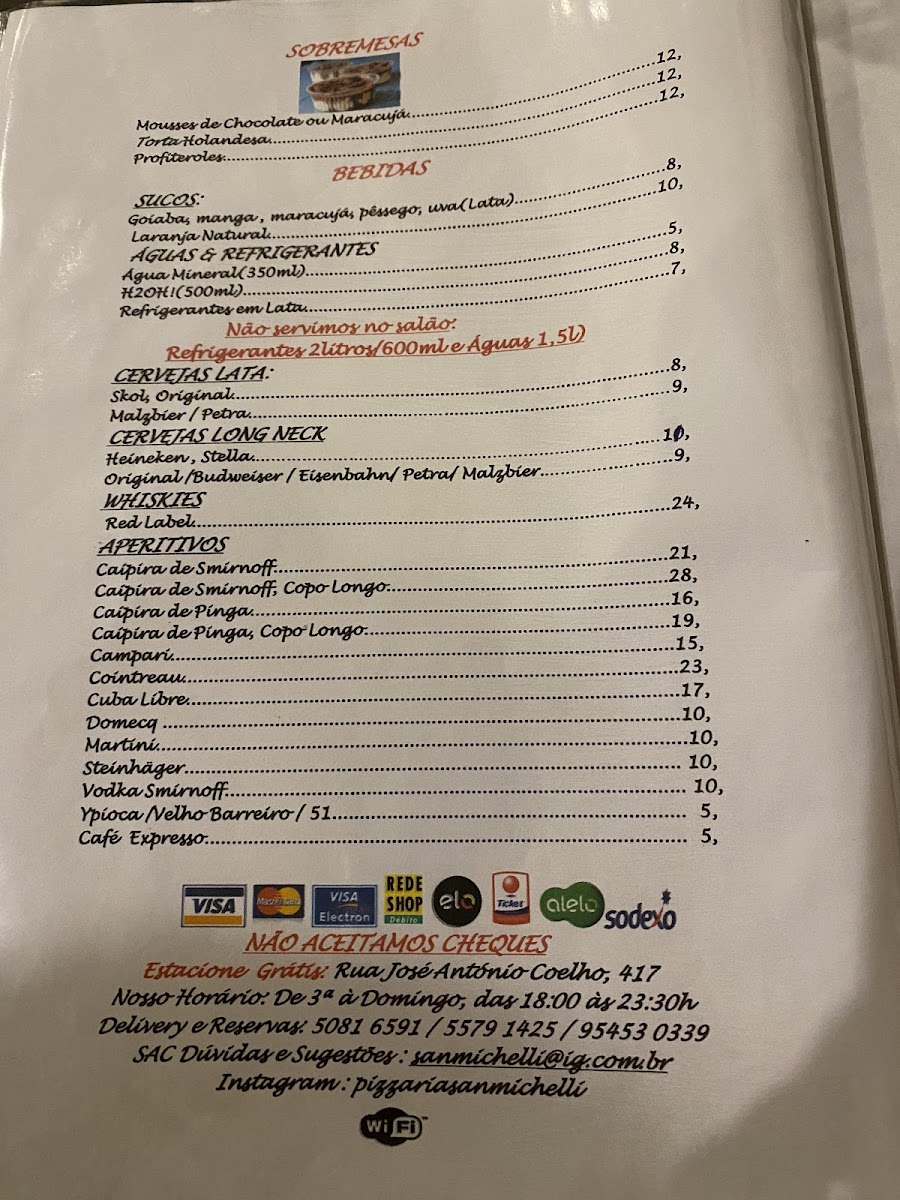 SOBREMESAS
Mousses de Chocolate ou Maracujá..............................12,
Torta Holandesa..............................12,
Profiteroles..............................12,
BEBIDAS
SUCOS:
Goiaba, manga , maracujá, pêssego, uva(Lata)..............................8,
Laranja Natural..............................10,
ÁGUAS & REFRIGERANTES
Água Mineral(350ml)..............................5,
H2OH!(500ml)..............................8,
Refrigerantes em Lata..............................7,
Não servimos no salão:
Refrigerantes 2litros/600ml e Águas 1,5l)
CERVEJAS LATA:
Skol, Original..............................8,
Malzbier / Petra..............................9,
CERVEJAS LONG NECK
Heineken , Stella..............................10,
Original /Budweiser / Eisenbahn/ Petra/ Malzbier..............................9,
WHISKIES
Red Label..............................24,
APERITIVOS
Caipira de Smirnoff..............................21,
Caipira de Smirnoff, Copo Longo..............................28,
Caipira de Pinga..............................16,
Caipira de Pinga, Copo Longo..............................19,
Campari..............................15,
Cointreau..............................23,
Cuba Libre..............................17,
Domecq ..............................10,
Martini..............................10,
Steinhäger.............................. 10,
Vodka Smirnoff.............................. 10,
Ypioca /Velho Barreiro / 51.............................. 5,
Café Expresso.............................. 5,
VISA MasterCard VISA Electron REDE SHOP Débito elo Ticket alelo sodexo
NÃO ACEITAMOS CHEQUES
Estacione Grátis: Rua José Antônio Coelho, 417
Nosso Horário: De 3ª à Domingo, das 18:00 às 23:30h
Delivery e Reservas: 5081 6591 / 5579 1425 / 95453 0339
SAC Dúvidas e Sugestões : sanmichelli@ig.com.br
Instagram : pizzariasanmichelli
Wi Fi